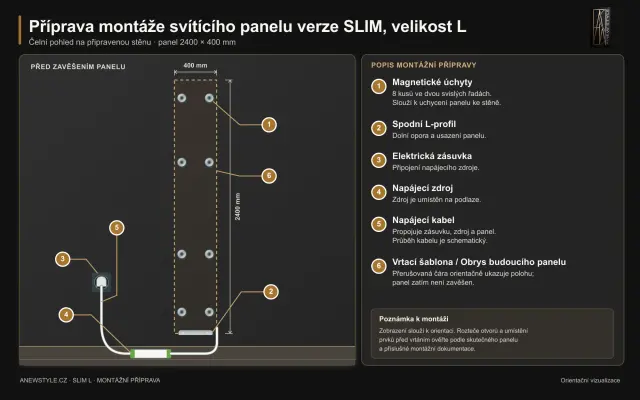 Příprava montáže svítícího panelu verze SLIM, velikost L
Čelní pohled na připravenou stěnu · panel 2400 × 400 mm
PŘED ZAVĚŠENÍM PANELU
400 mm
2400 mm
1
6
5
3
2
4
POPIS MONTÁŽNÍ PŘÍPRAVY
1 Magnetické úchyty
8 kusů ve dvou svislých řadách.
Slouží k uchycení panelu ke stěně.
2 Spodní L-profil
Dolní opora a usazení panelu.
3 Elektrická zásuvka
Připojení napájecího zdroje.
4 Napájecí zdroj
Zdroj je umístěn na podlaze.
5 Napájecí kabel
Propojuje zásuvku, zdroj a panel.
Průběh kabelu je schematický.
6 Vrtací šablona / Obrys budoucího panelu
Přerušovaná čára orientačně ukazuje polohu;
panel zatím není zavěšen.
Poznámka k montáži
Zobrazení slouží k orientaci. Rozteče otvorů a umístění
prvků před vrtáním ověřte podle skutečného panelu
a příslušné montážní dokumentace.
ANEWSTYLE.CZ · SLIM L · MONTÁŽNÍ PŘÍPRAVA
Orientační vizualizace